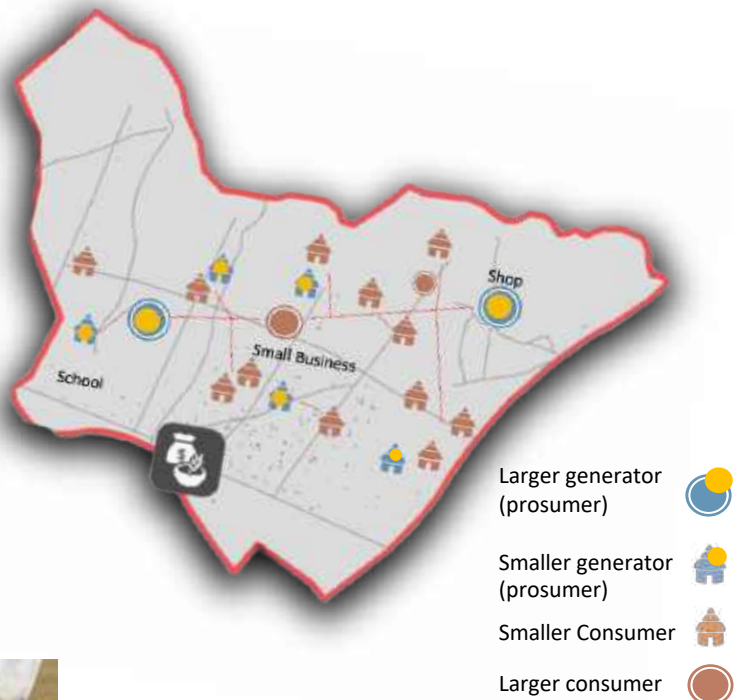 Shop
Small Business
School
$
Larger generator
(prosumer)
Smaller generator
(prosumer)
Smaller Consumer
Larger consumer